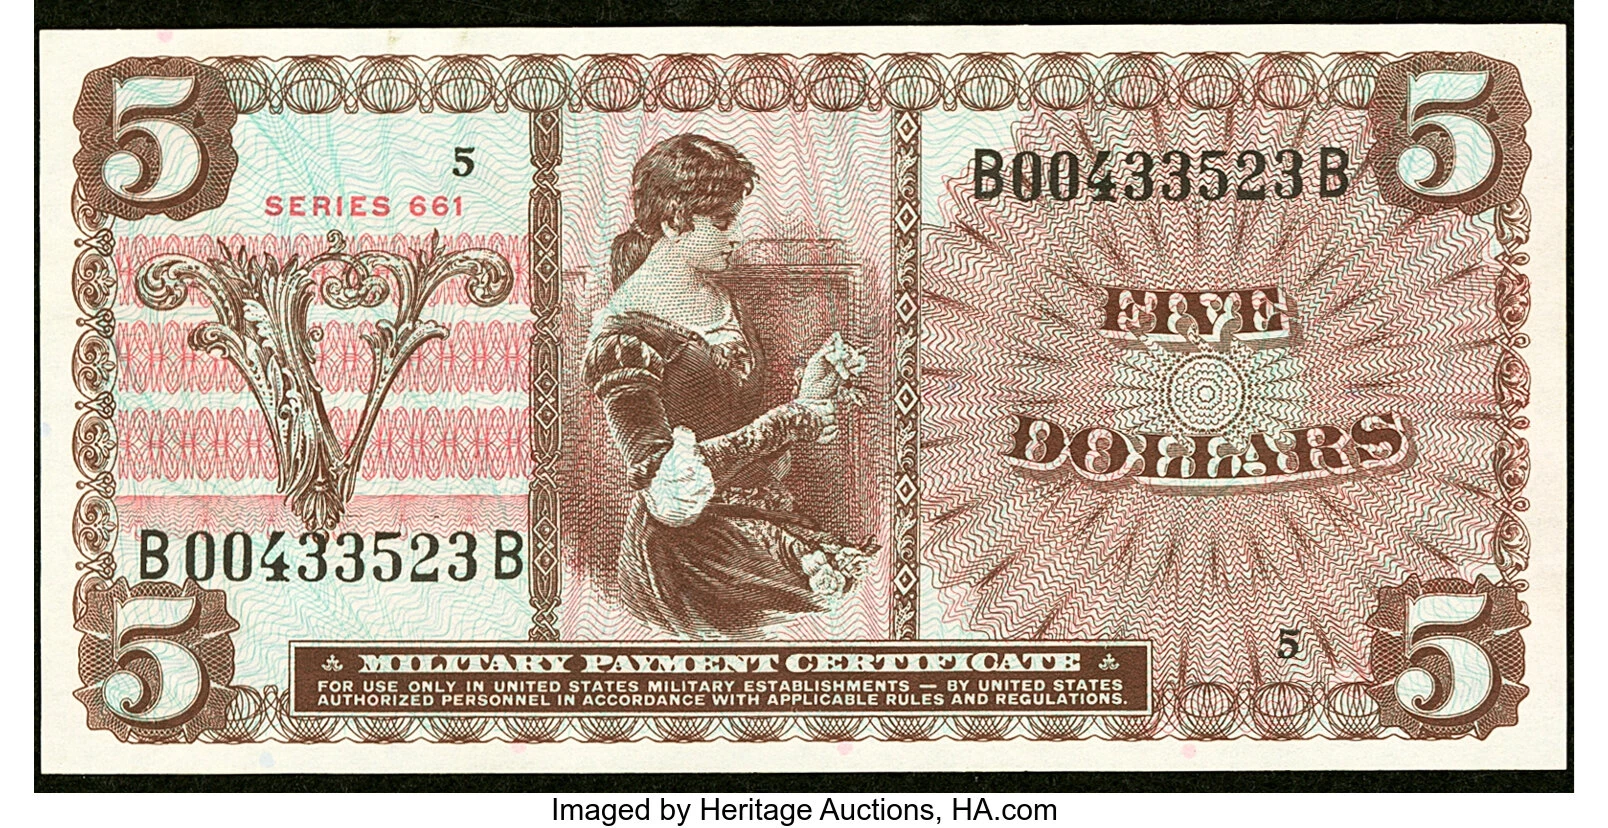 5
5
5
B00433523B
SERIES 661
V
FIVE
DOLLARS
B00433523B
5
5
5
MILITARY PAYMENT CERTIFICATE
FOR USE ONLY IN UNITED STATES MILITARY ESTABLISHMENTS — BY UNITED STATES
AUTHORIZED PERSONNEL IN ACCORDANCE WITH APPLICABLE RULES AND REGULATIONS.
Imaged by Heritage Auctions, HA.com